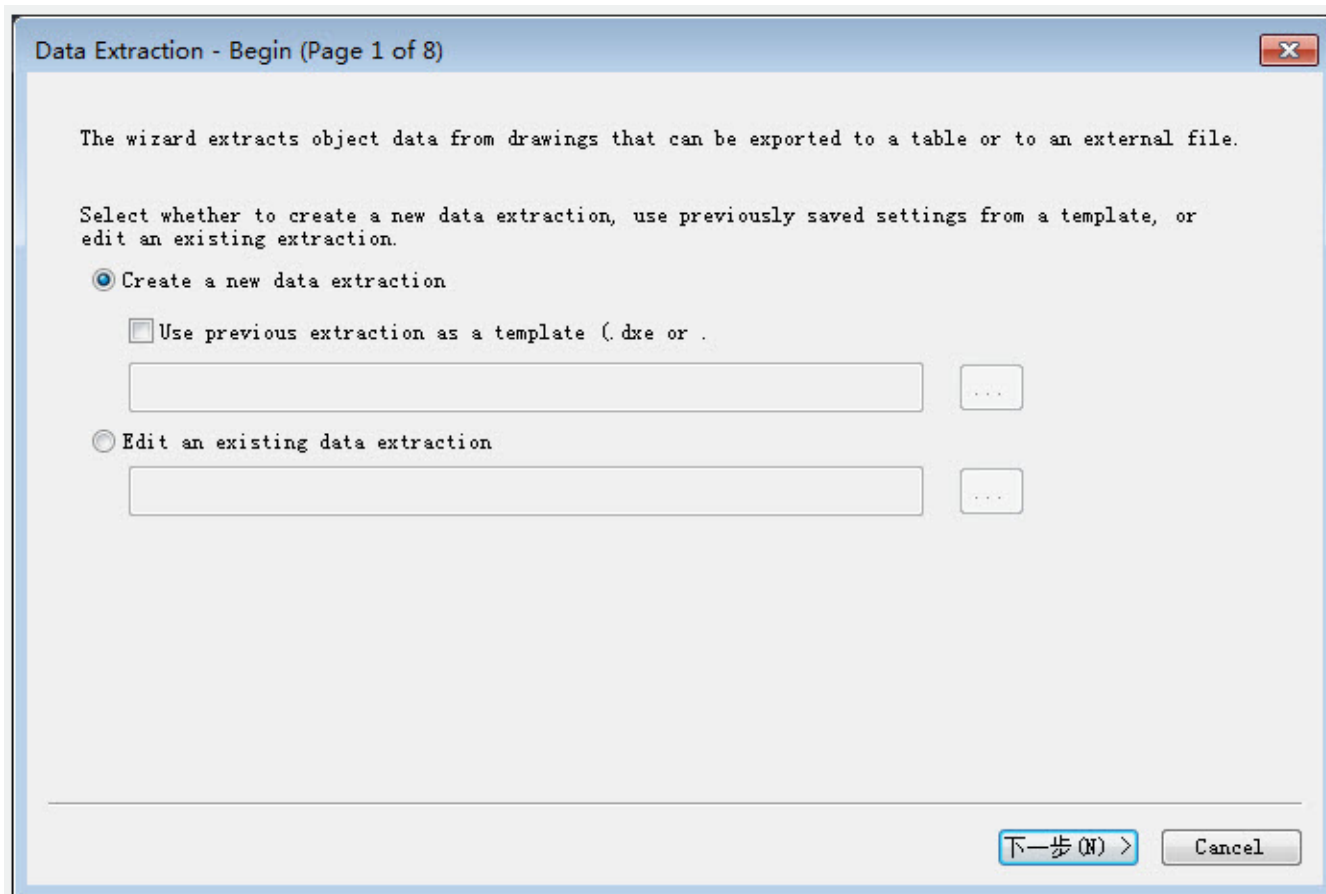 Data Extraction - Begin (Page 1 of 8)
The wizard extracts object data from drawings that can be exported to a table or to an external file.
Select whether to create a new data extraction, use previously saved settings from a template, or
edit an existing extraction.
Create a new data extraction
Use previous extraction as a template (.dxe or .
...
Edit an existing data extraction
...
下一步(N) >
Cancel